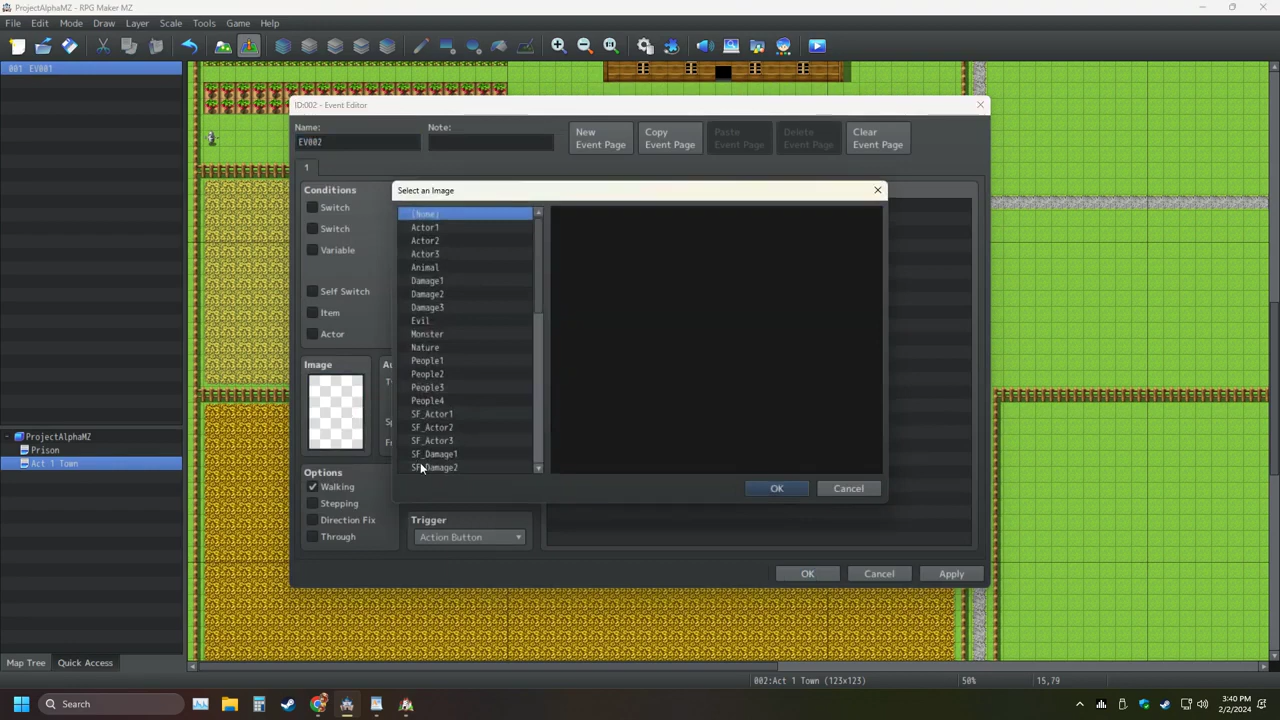 ProjectAlphaMZ - RPG Maker MZ
File Edit Mode Draw Layer Scale Tools Game Help
001 EV001
ID:002 - Event Editor
Name:
EV002
Note:
New
Event Page
Copy
Event Page
Paste
Event Page
Delete
Event Page
Clear
Event Page
1
Conditions
Switch
Switch
Variable
Self Switch
Item
Actor
Image
Options
Walking
Stepping
Direction Fix
Through
Select an Image
(None)
Actor1
Actor2
Actor3
Animal
Damage1
Damage2
Damage3
Evil
Monster
Nature
People1
People2
People3
People4
SF_Actor1
SF_Actor2
SF_Actor3
SF_Damage1
SF_Damage2
OK
Cancel
Trigger
Action Button
OK
Cancel
Apply
ProjectAlphaMZ
Prison
Act 1 Town
Map Tree
Quick Access
002:Act 1 Town (123x123)
50%
15,79
Search
3:40 PM
2/2/2024